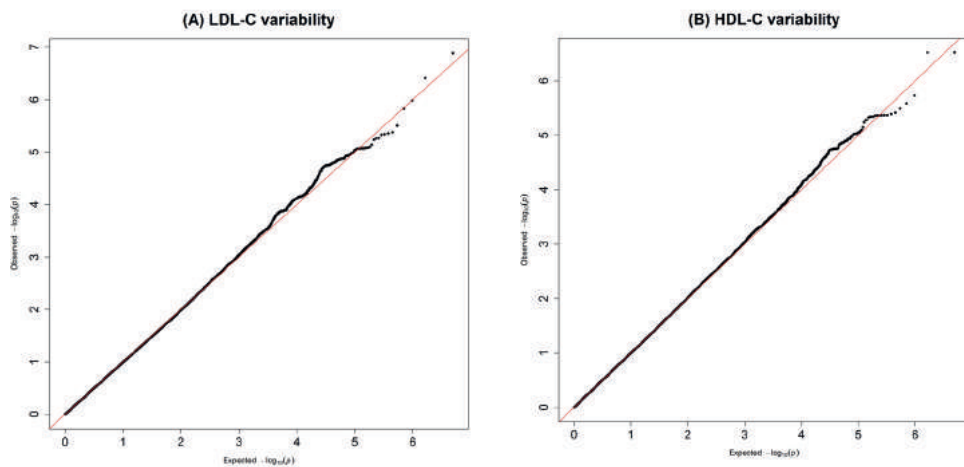 (A) LDL-C variability
7
6
5
4
3
2
1
0
Observed −log₁₀(p)
0 1 2 3 4 5 6
Expected −log₁₀(p)
(B) HDL-C variability
6
5
4
3
2
1
0
Observed −log₁₀(p)
0 1 2 3 4 5 6
Expected −log₁₀(p)